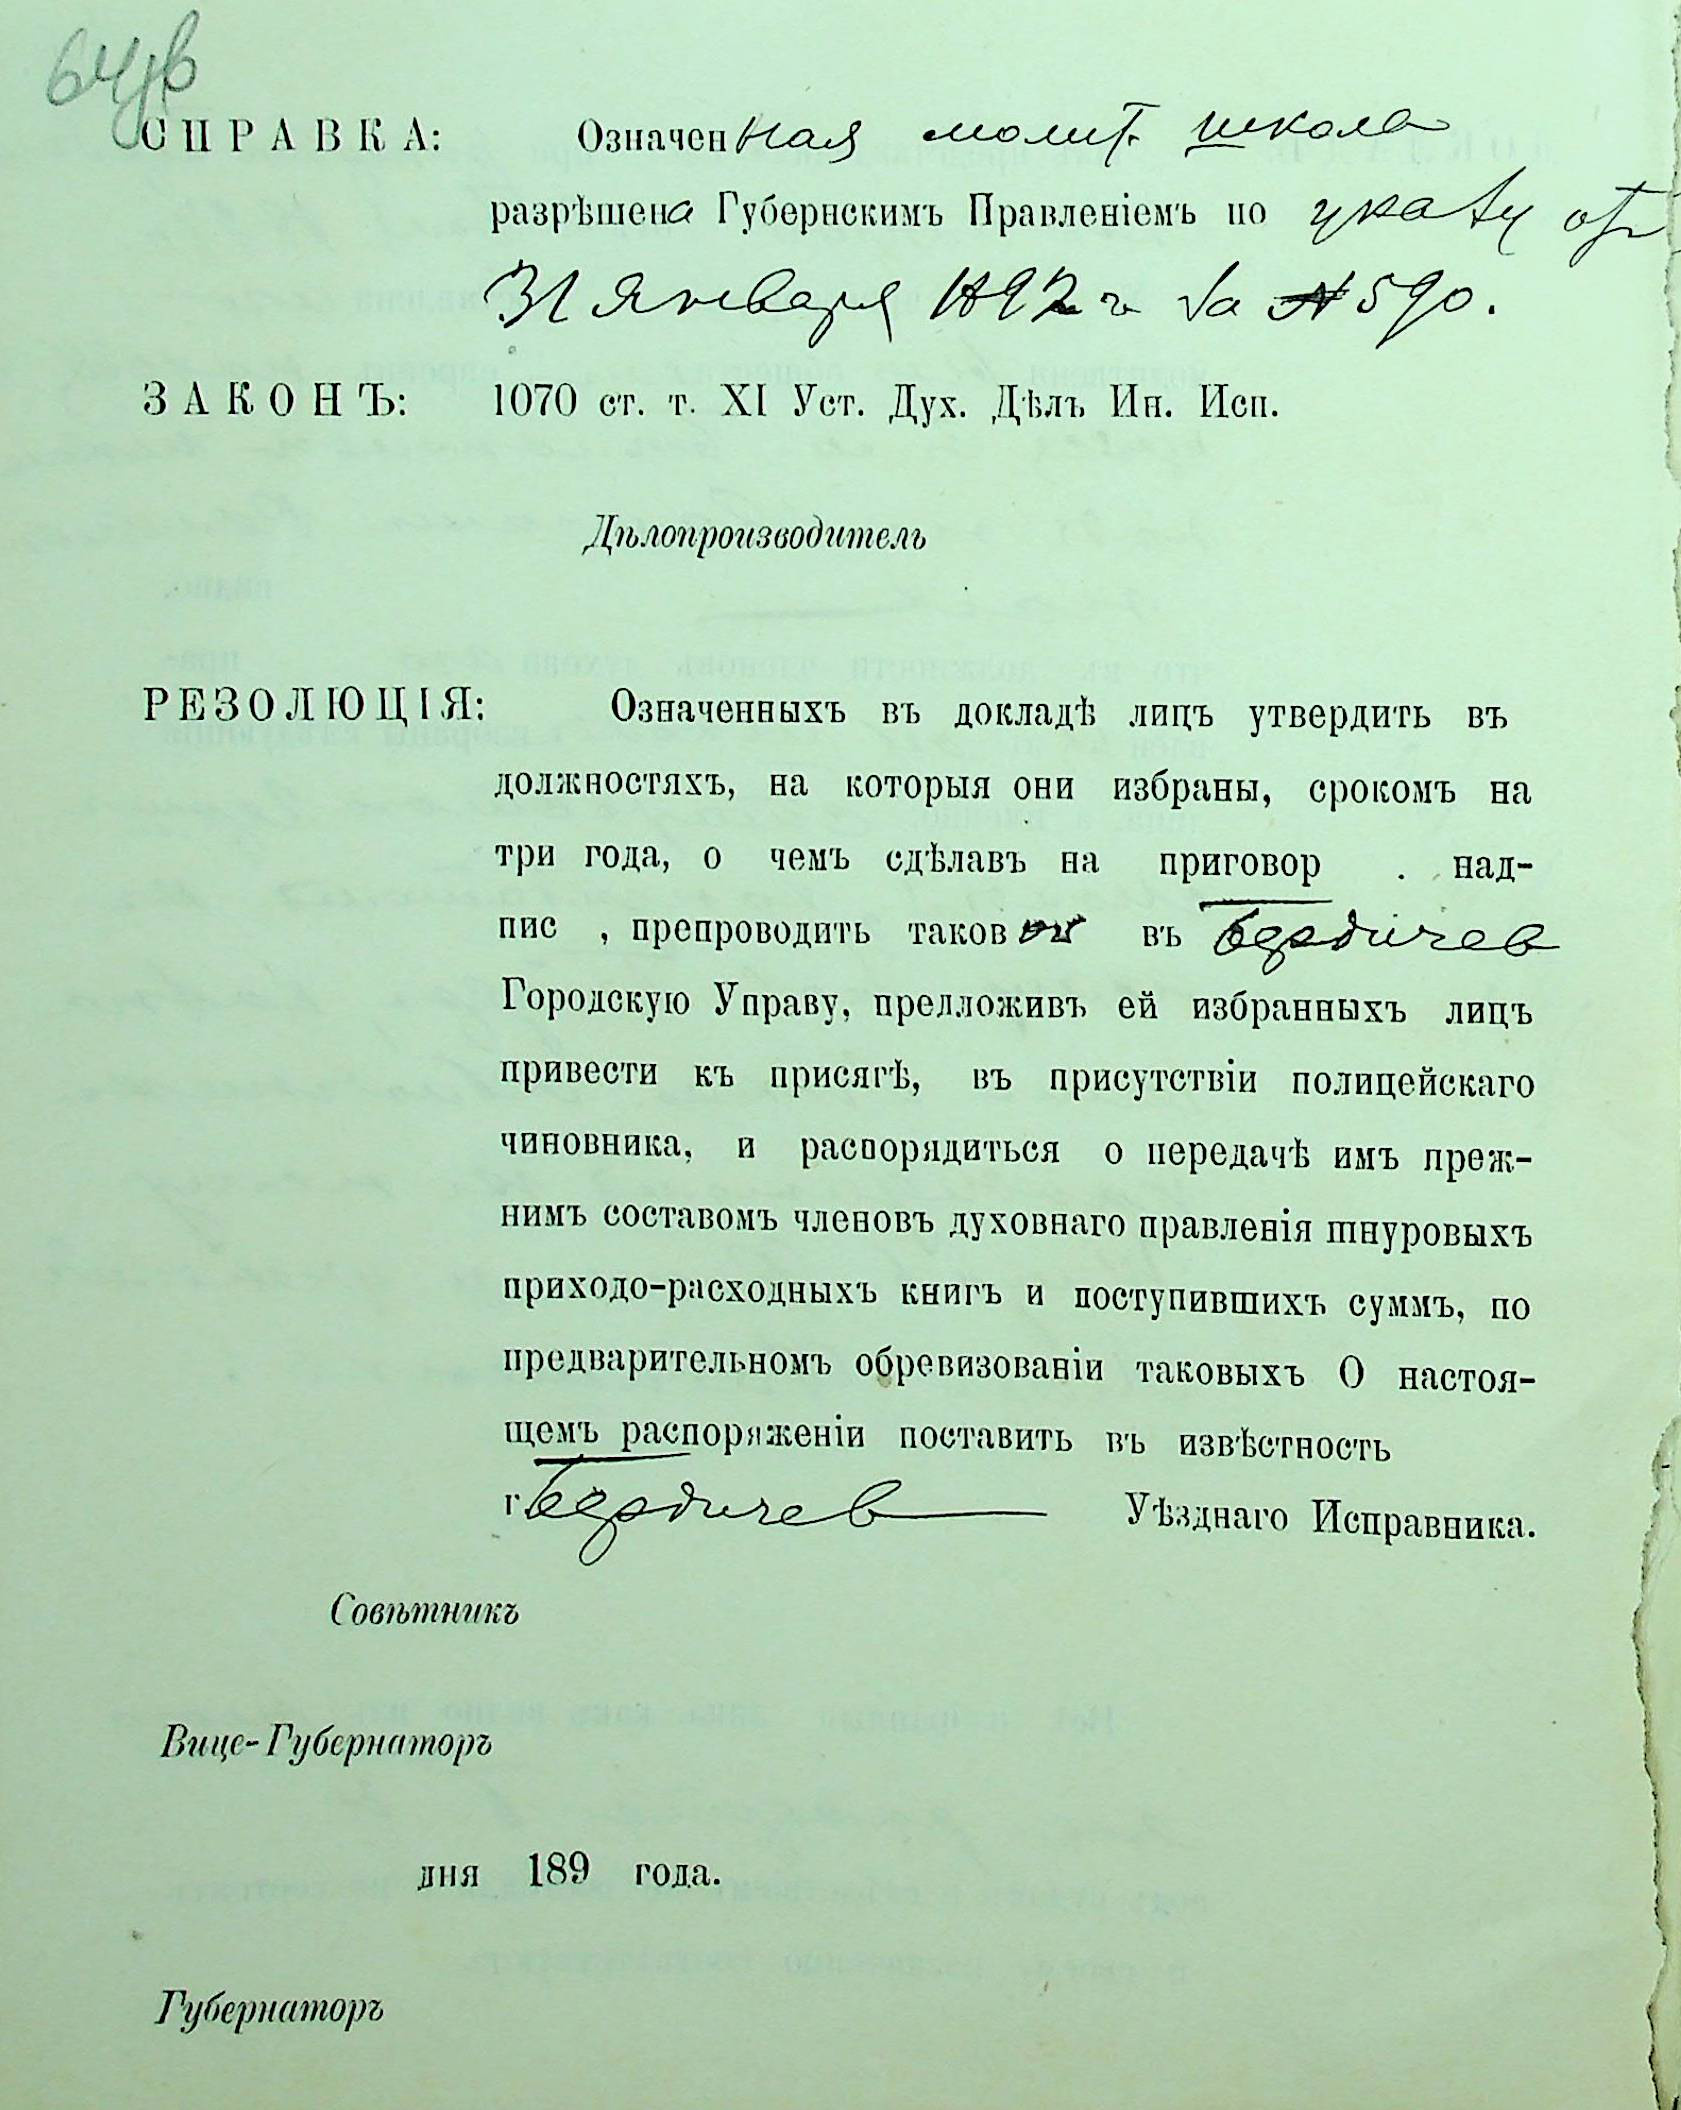 64об
СПРАВКА: Означенная молит. школа
разрѣшена Губернскимъ Правленіемъ по указу от
31 Января 1892 г за № 590.
ЗАКОНЪ: 1070 ст. т. XI Уст. Дух. Дѣлъ Ин. Исп.
Дѣлопроизводитель
РЕЗОЛЮЦІЯ: Означенныхъ въ докладѣ лицъ утвердить въ
должностяхъ, на которыя они избраны, срокомъ на
три года, о чемъ сдѣлавъ на приговор . над-
пис , препроводить таков въ Бердичев
Городскую Управу, предложивъ ей избранныхъ лицъ
привести къ присягѣ, въ присутствіи полицейскаго
чиновника, и распорядиться о передачѣ имъ преж-
нимъ составомъ членовъ духовнаго правленія шнуровыхъ
приходо-расходныхъ книгъ и поступившихъ суммъ, по
предварительномъ обревизованіи таковыхъ О настоя-
щемъ распоряженіи поставить въ извѣстность
г. Бердичев Уѣзднаго Исправника.
Совѣтникъ
Вице-Губернаторъ
дня 189 года.
Губернаторъ